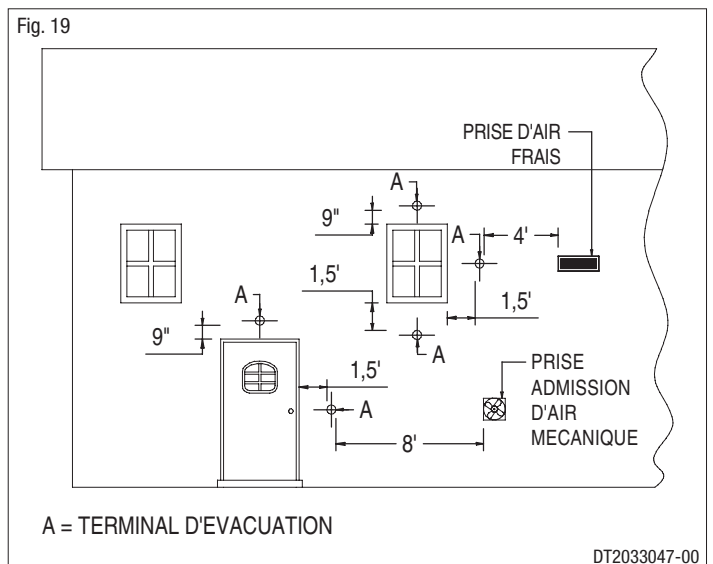 Fig. 19
PRISE D'AIR
FRAIS
A
9"
A
4'
1,5'
A
9"
1,5'
A
1,5'
A
8'
PRISE
ADMISSION
D'AIR
MECANIQUE
A = TERMINAL D'EVACUATION
DT2033047-00